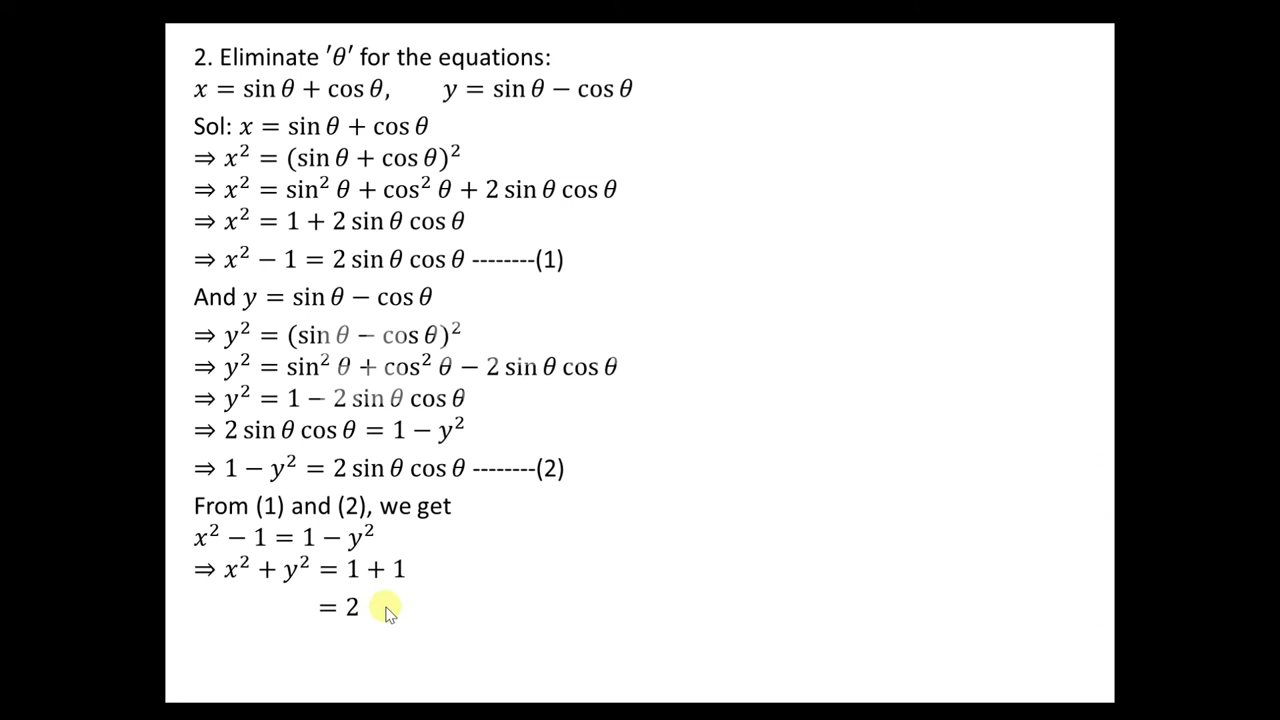 2. Eliminate ′θ′ for the equations:
x = sin θ + cos θ, y = sin θ − cos θ
Sol: x = sin θ + cos θ
⇒ x² = (sin θ + cos θ)²
⇒ x² = sin² θ + cos² θ + 2 sin θ cos θ
⇒ x² = 1 + 2 sin θ cos θ
⇒ x² − 1 = 2 sin θ cos θ --------(1)
And y = sin θ − cos θ
⇒ y² = (sin θ − cos θ)²
⇒ y² = sin² θ + cos² θ − 2 sin θ cos θ
⇒ y² = 1 − 2 sin θ cos θ
⇒ 2 sin θ cos θ = 1 − y²
⇒ 1 − y² = 2 sin θ cos θ --------(2)
From (1) and (2), we get
x² − 1 = 1 − y²
⇒ x² + y² = 1 + 1
= 2